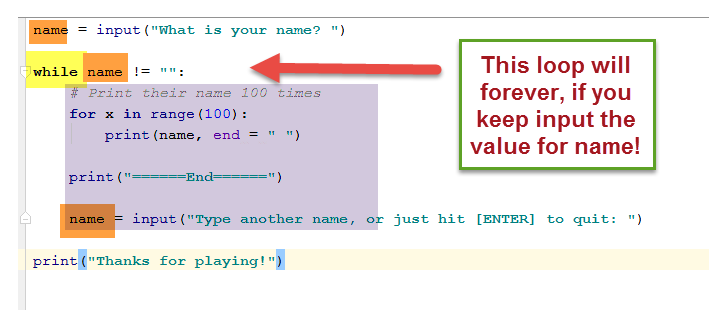 name = input("What is your name? ")
while name != "":
# Print their name 100 times
for x in range(100):
print(name, end = " ")
print("======End======")
name = input("Type another name, or just hit [ENTER] to quit: ")
print("Thanks for playing!")
This loop will
forever, if you
keep input the
value for name!